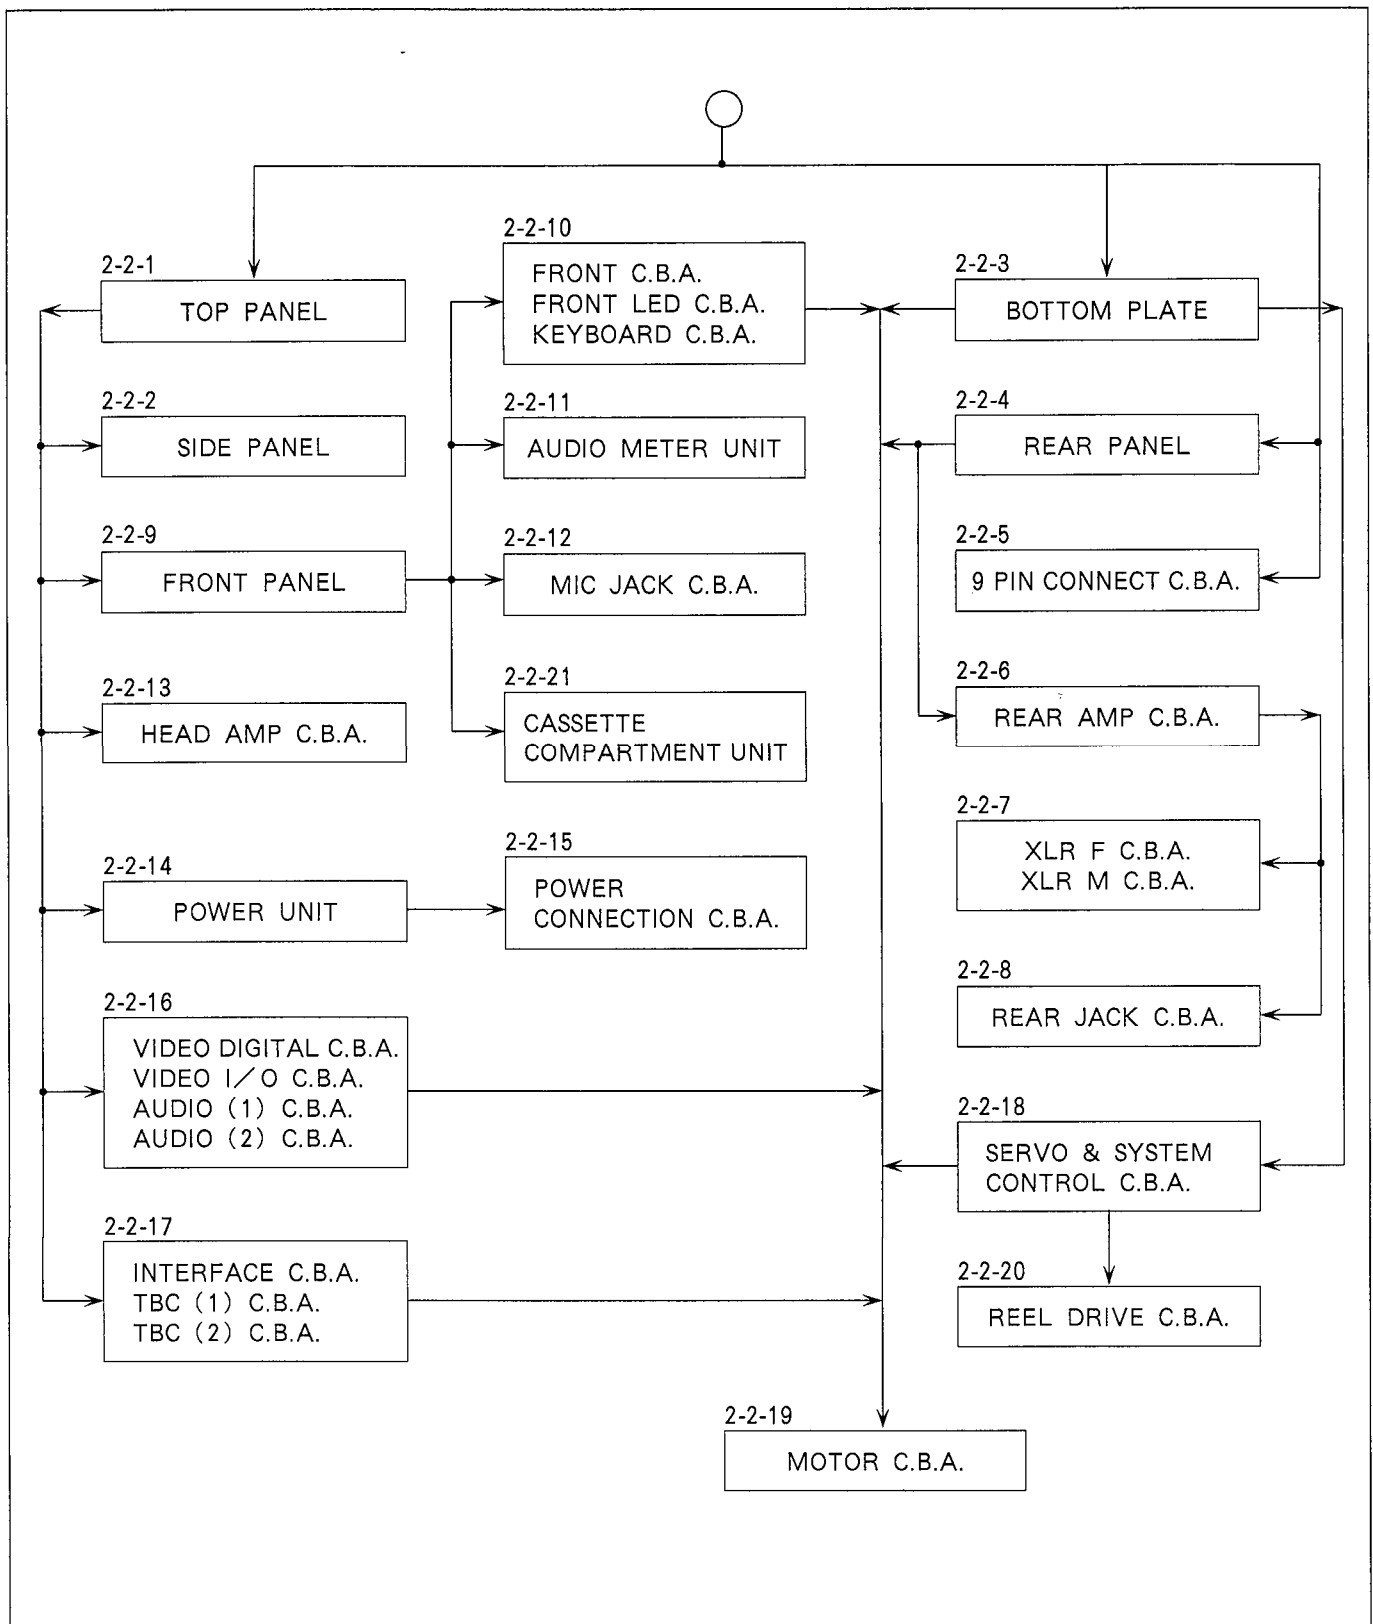 2-2-1
TOP PANEL
2-2-2
SIDE PANEL
2-2-9
FRONT PANEL
2-2-13
HEAD AMP C.B.A.
2-2-14
POWER UNIT
2-2-16
VIDEO DIGITAL C.B.A.
VIDEO I/O C.B.A.
AUDIO (1) C.B.A.
AUDIO (2) C.B.A.
2-2-17
INTERFACE C.B.A.
TBC (1) C.B.A.
TBC (2) C.B.A.
2-2-10
FRONT C.B.A.
FRONT LED C.B.A.
KEYBOARD C.B.A.
2-2-11
AUDIO METER UNIT
2-2-12
MIC JACK C.B.A.
2-2-21
CASSETTE
COMPARTMENT UNIT
2-2-15
POWER
CONNECTION C.B.A.
2-2-3
BOTTOM PLATE
2-2-4
REAR PANEL
2-2-5
9 PIN CONNECT C.B.A.
2-2-6
REAR AMP C.B.A.
2-2-7
XLR F C.B.A.
XLR M C.B.A.
2-2-8
REAR JACK C.B.A.
2-2-18
SERVO & SYSTEM
CONTROL C.B.A.
2-2-20
REEL DRIVE C.B.A.
2-2-19
MOTOR C.B.A.